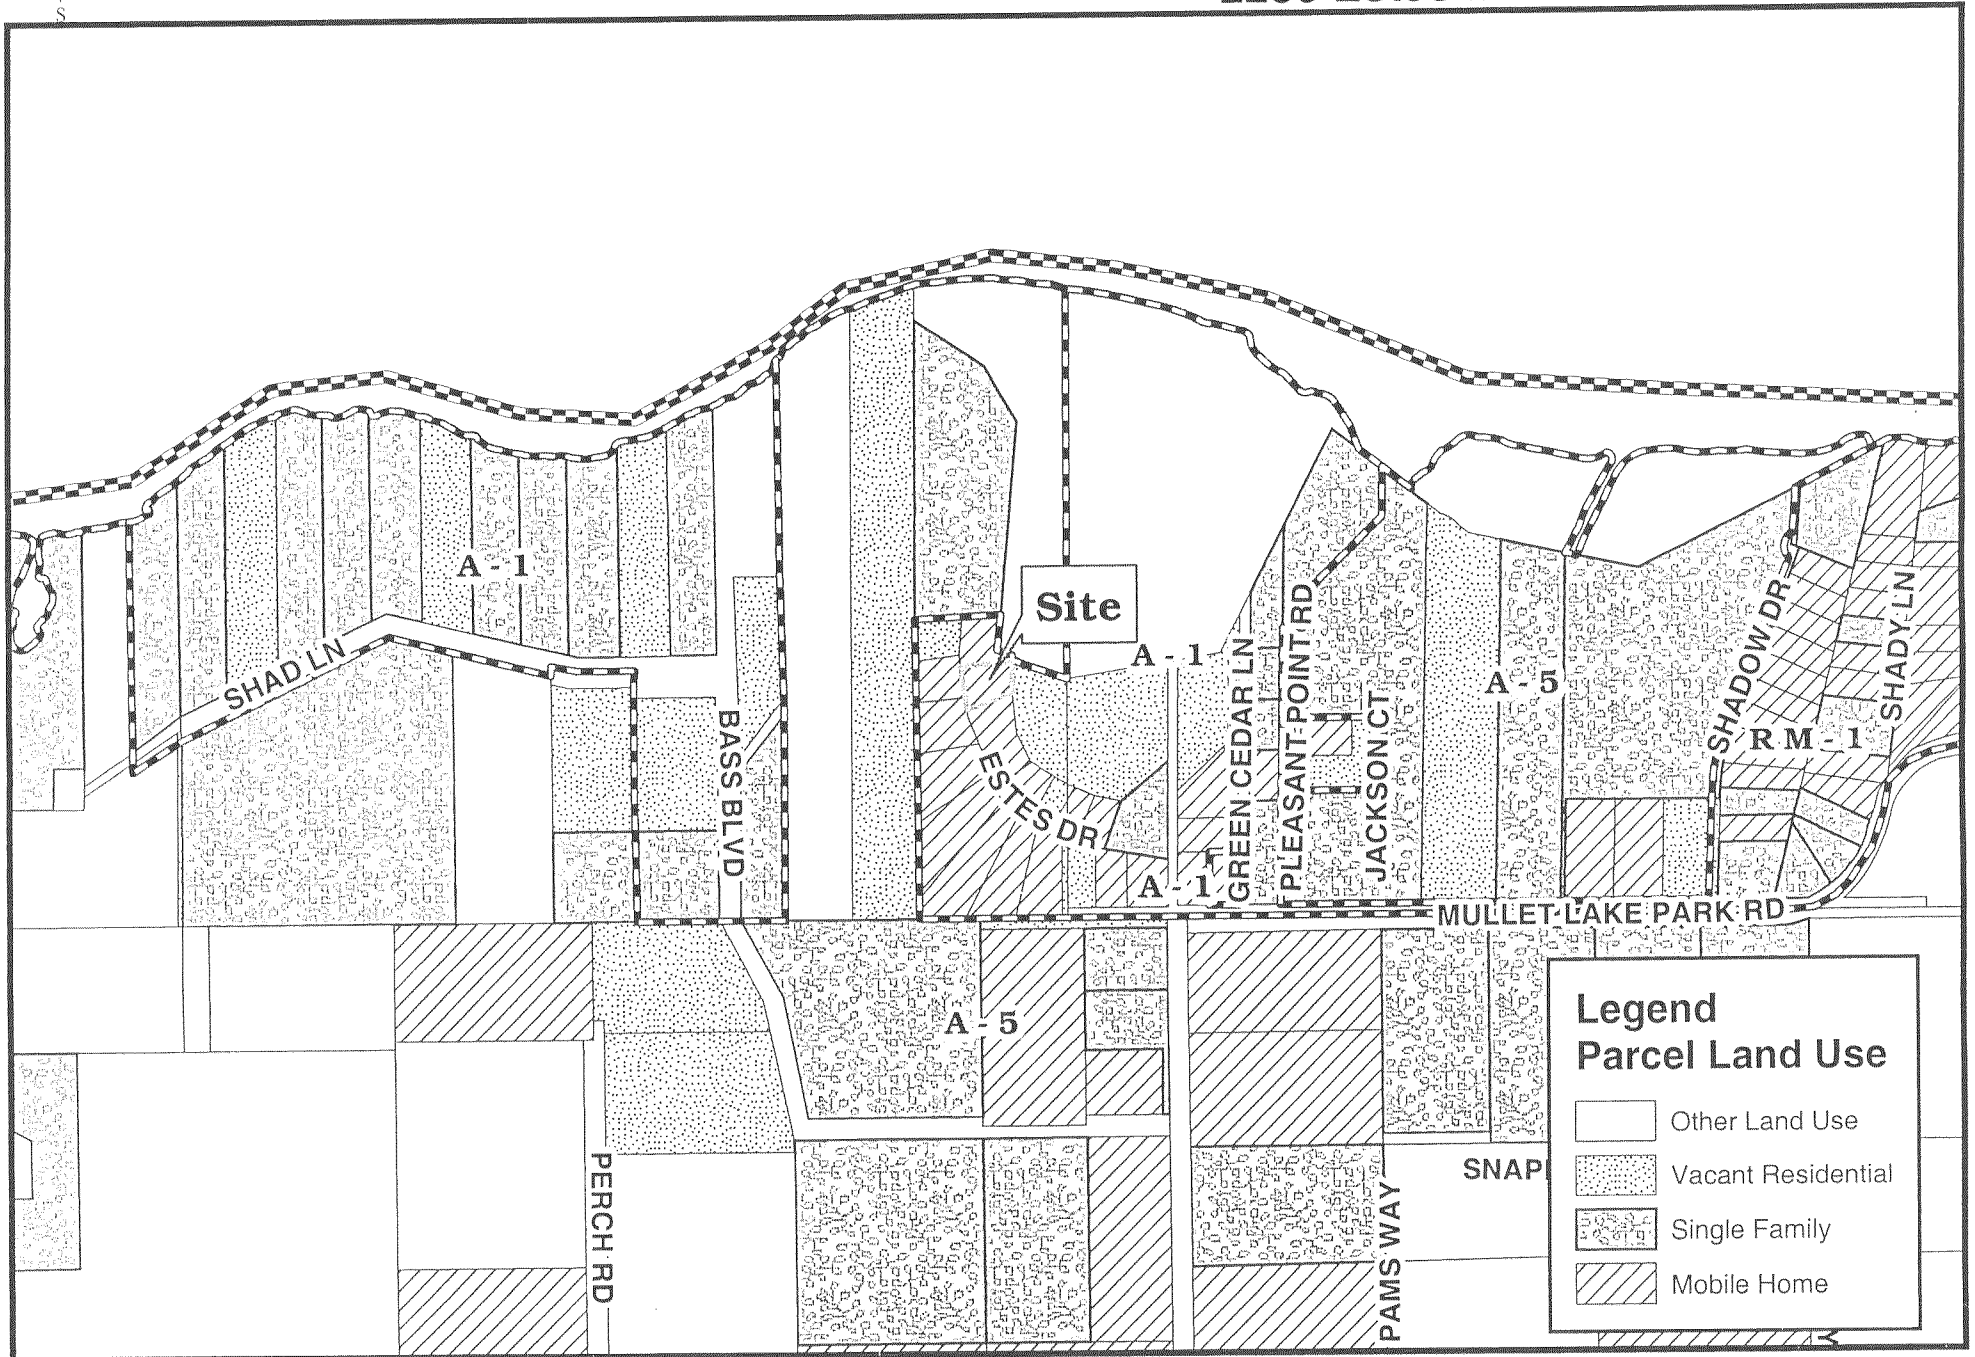 S
A - 1
Site
SHAD LN
A - 1
A - 5
BASS BLVD
ESTES DR
GREEN CEDAR LN
PLEASANT POINT RD
JACKSON CT
SHADOW DR
SHADY LN
R M - 1
A - 1
MULLET LAKE PARK RD
A - 5
PERCH RD
PAMS WAY
Legend
Parcel Land Use
Other Land Use
Vacant Residential
Single Family
Mobile Home